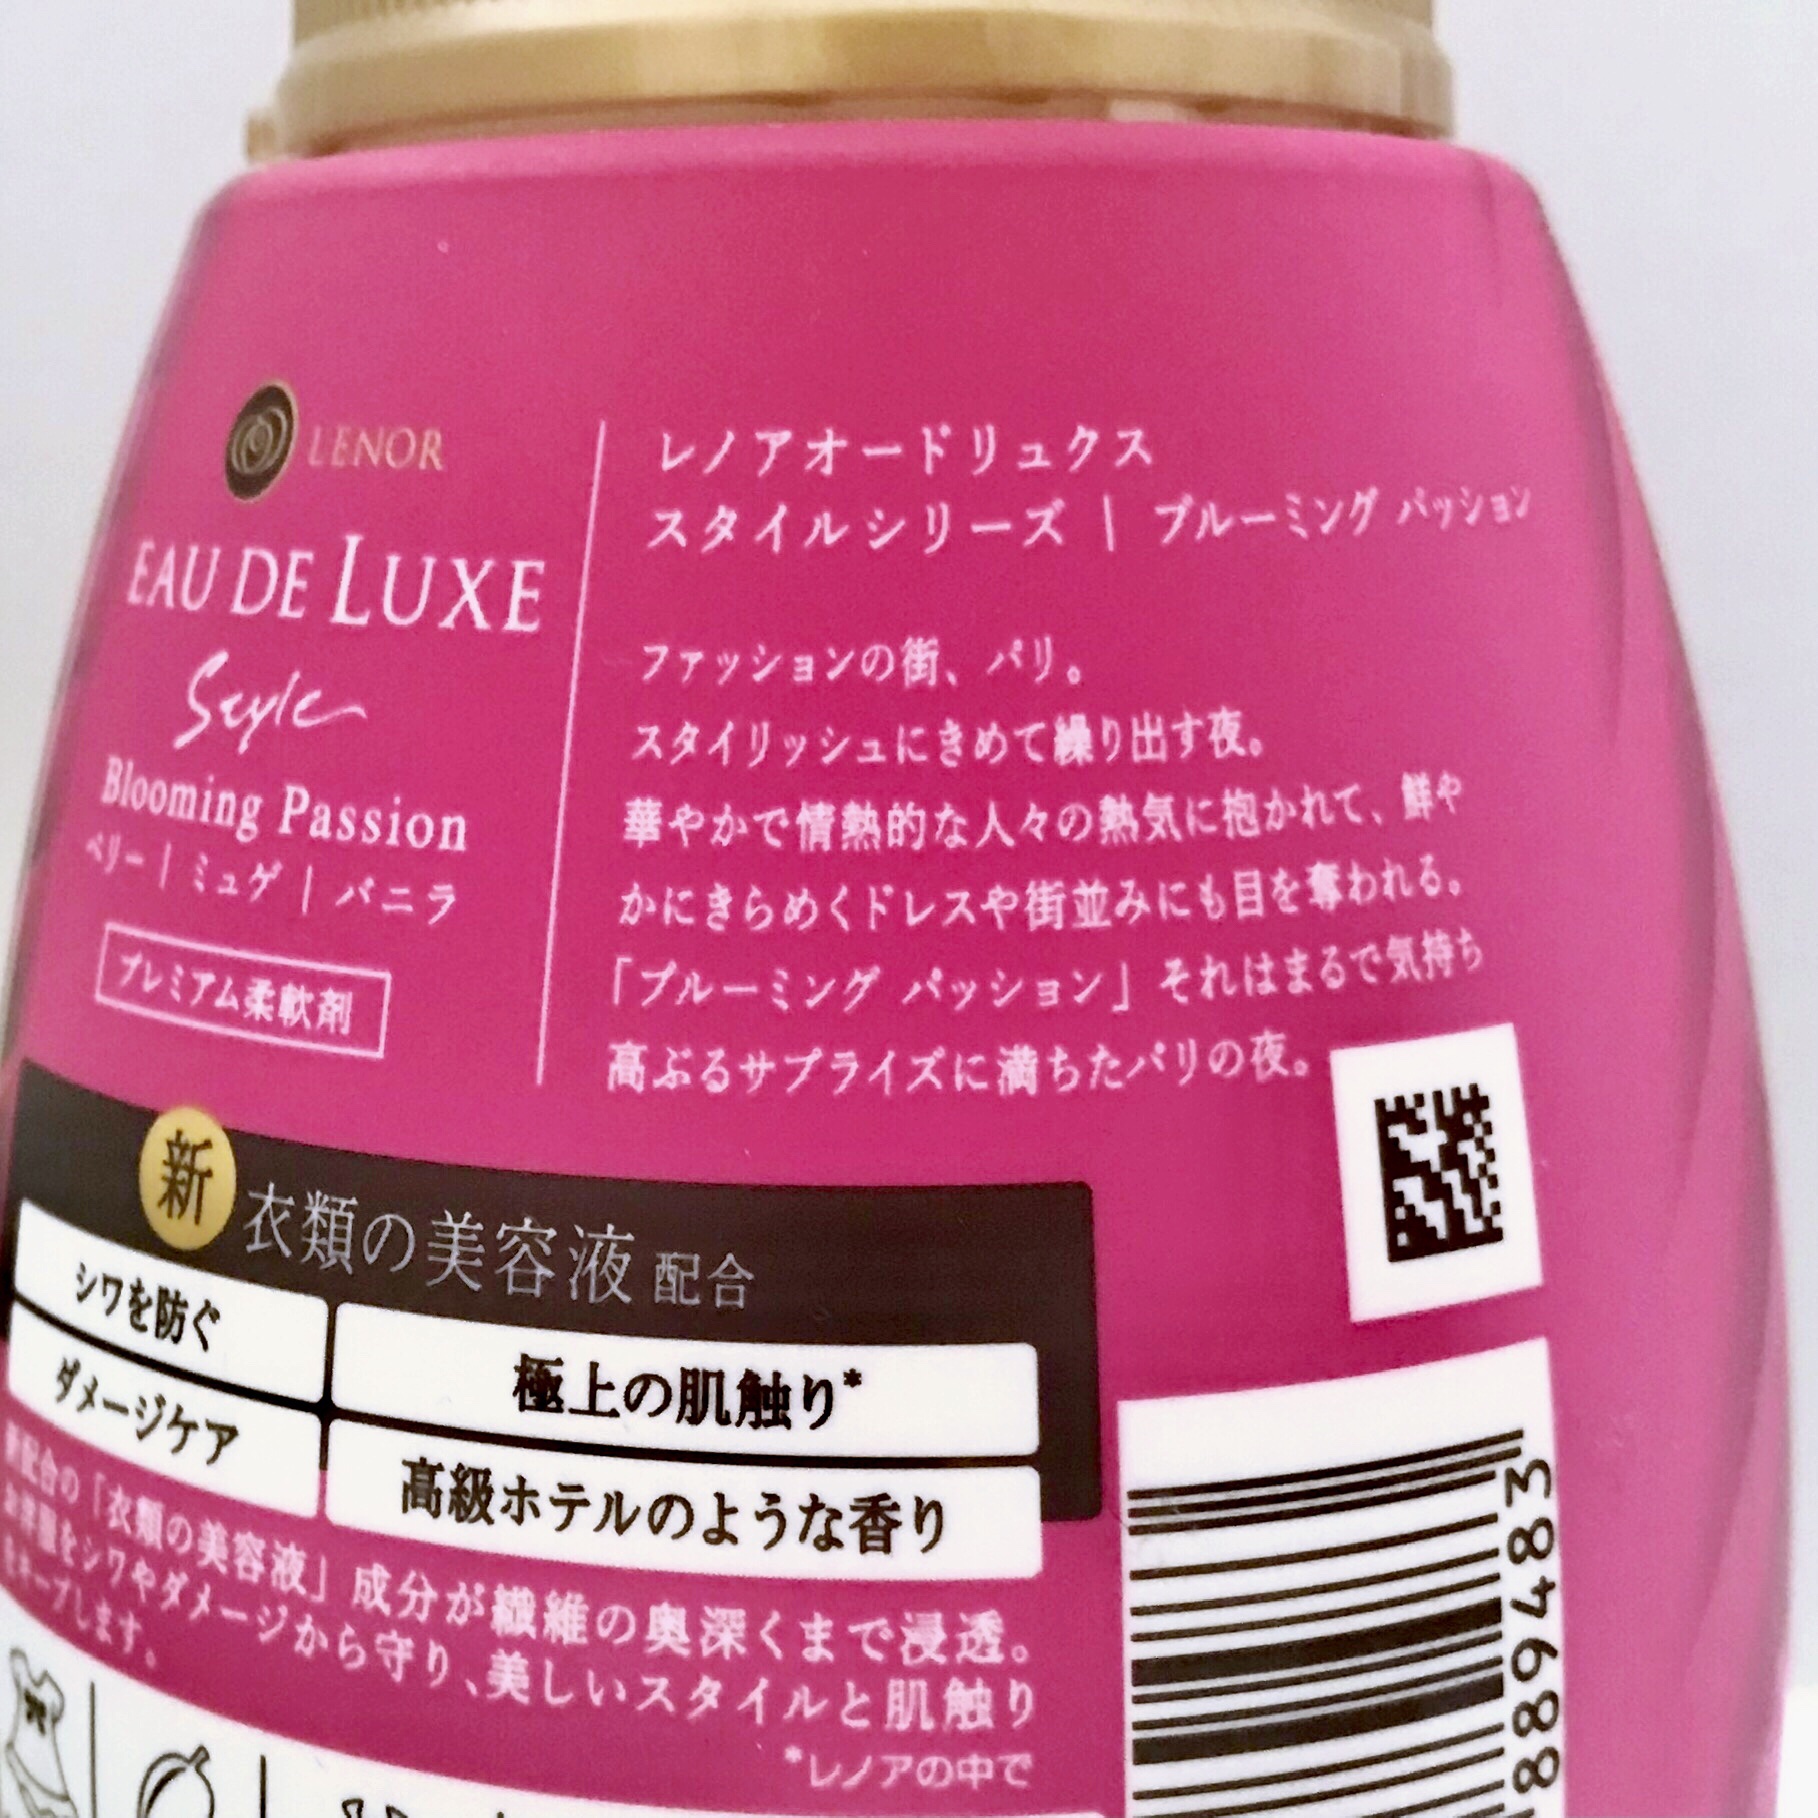 LENOR
EAU DE LUXE
Style
Blooming Passion
ベリー | ミュゲ | バニラ
プレミアム柔軟剤
レノアオードリュクス
スタイルシリーズ | ブルーミング パッション
ファッションの街、パリ。
スタイリッシュにきめて繰り出す夜。
華やかで情熱的な人々の熱気に抱かれて、鮮や
かにきらめくドレスや街並みにも目を奪われる。
「ブルーミング パッション」それはまるで気持ち
高ぶるサプライズに満ちたパリの夜。
新 衣類の美容液 配合
シワを防ぐ
極上の肌触り*
ダメージケア
高級ホテルのような香り
配合の「衣類の美容液」成分が繊維の奥深くまで浸透。
をシワやダメージから守り、美しいスタイルと肌触り
キープします。
*レノアの中で
889483